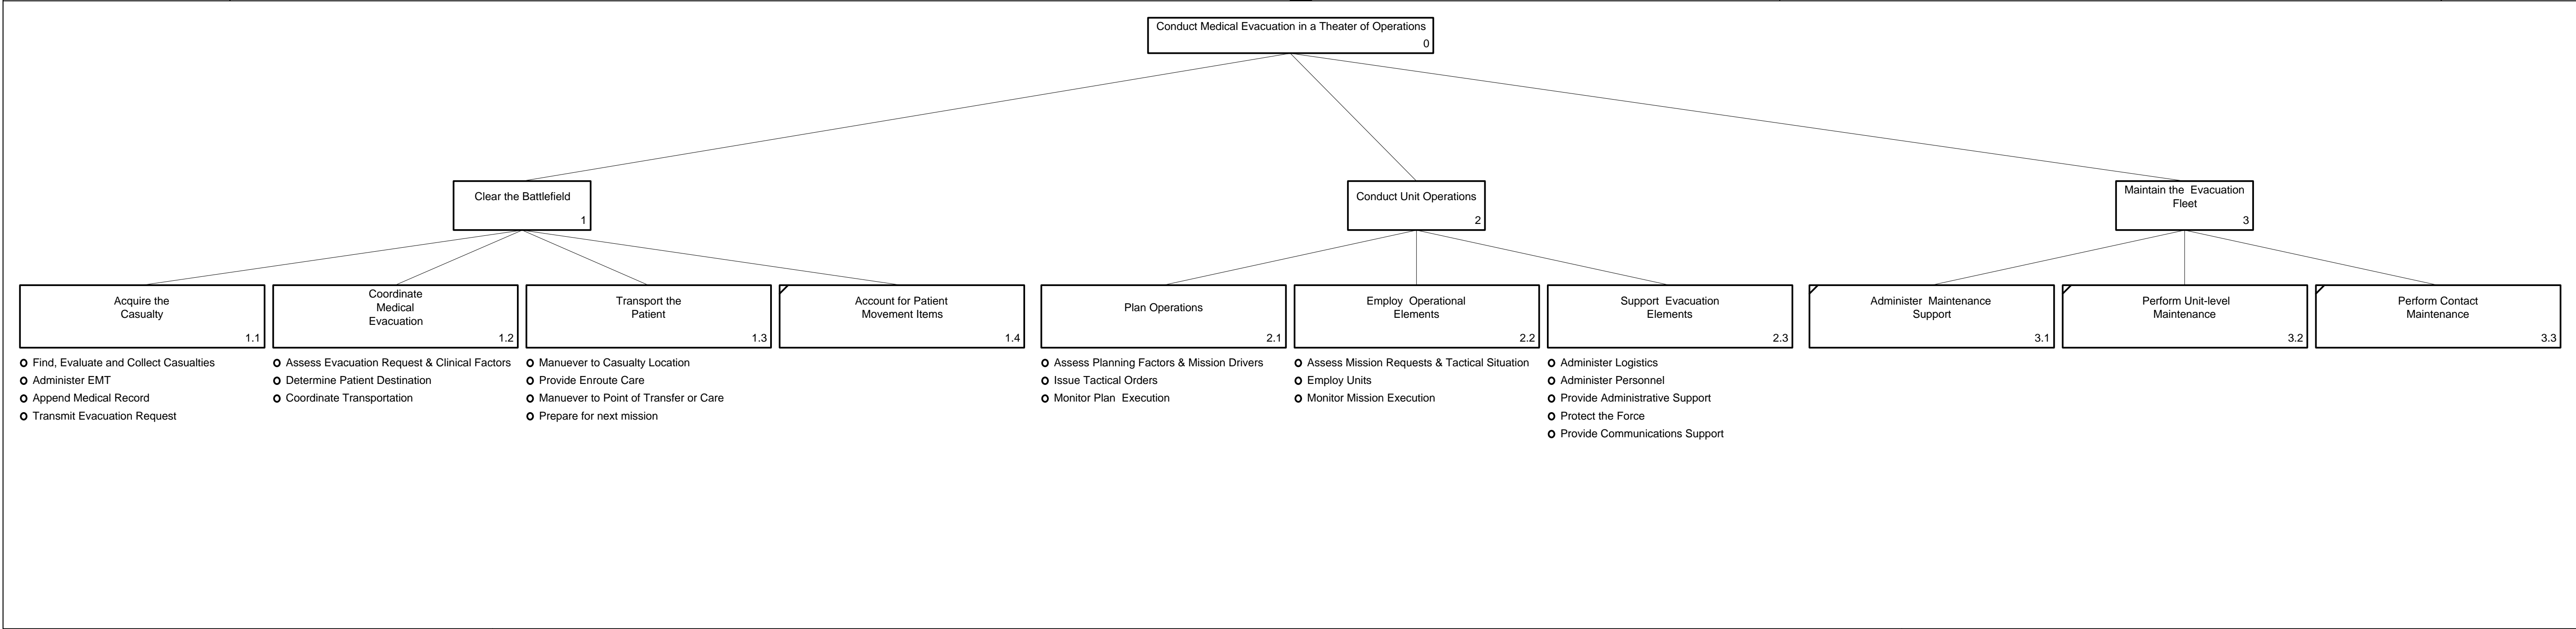 Conduct Medical Evacuation in a Theater of Operations
0
Clear the Battlefield
1
Conduct Unit Operations
2
Maintain the Evacuation
Fleet
3
Acquire the
Casualty
1.1
Coordinate
Medical
Evacuation
1.2
Transport the
Patient
1.3
Account for Patient
Movement Items
1.4
Plan Operations
2.1
Employ Operational
Elements
2.2
Support Evacuation
Elements
2.3
Administer Maintenance
Support
3.1
Perform Unit-level
Maintenance
3.2
Perform Contact
Maintenance
3.3
Find, Evaluate and Collect Casualties
Administer EMT
Append Medical Record
Transmit Evacuation Request
Assess Evacuation Request & Clinical Factors
Determine Patient Destination
Coordinate Transportation
Manuever to Casualty Location
Provide Enroute Care
Manuever to Point of Transfer or Care
Prepare for next mission
Assess Planning Factors & Mission Drivers
Issue Tactical Orders
Monitor Plan Execution
Assess Mission Requests & Tactical Situation
Employ Units
Monitor Mission Execution
Administer Logistics
Administer Personnel
Provide Administrative Support
Protect the Force
Provide Communications Support